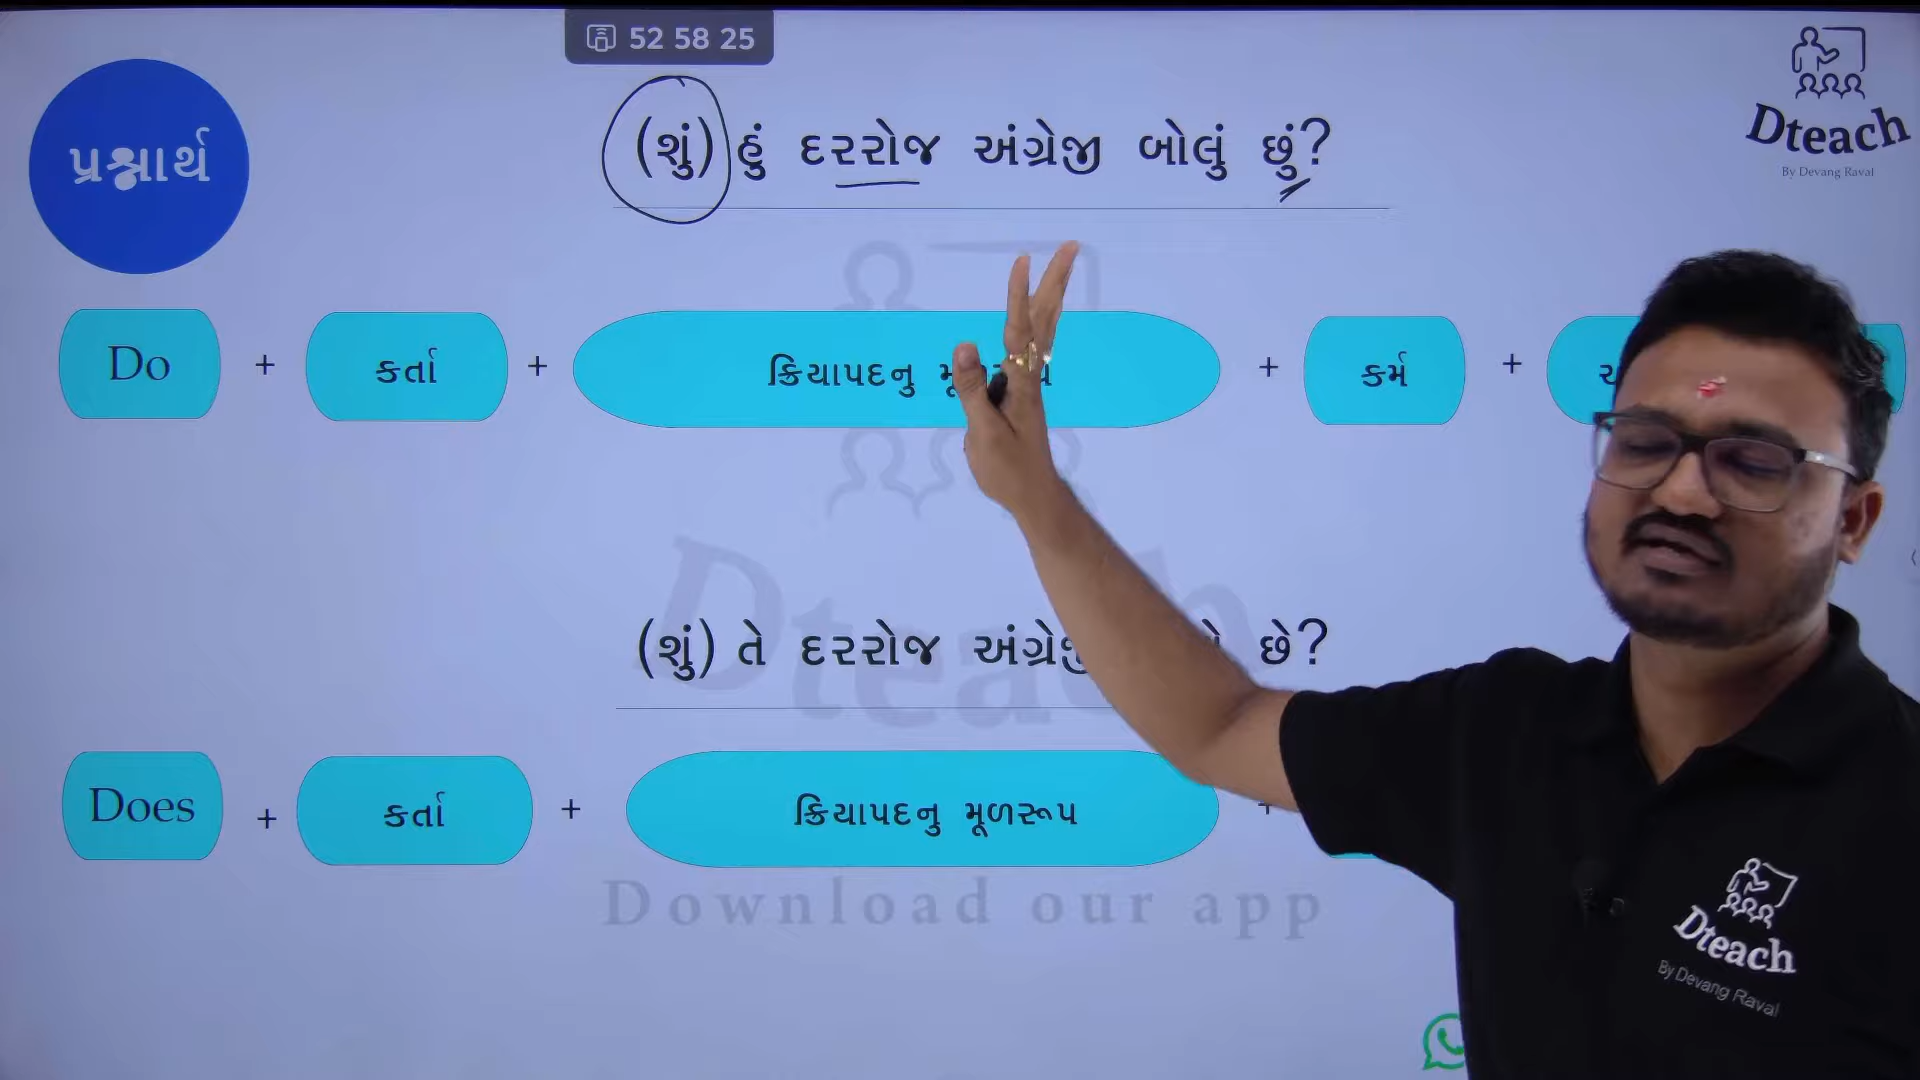 52 58 25
Dteach
By Devang Raval
પ્રશ્નાર્થ
(શું) હું દરરોજ અંગ્રેજી બોલું છું?
Do + કર્તા + ક્રિયાપદનુ + કર્મ +
(શું) તે દરરોજ છે?
Does + કર્તા + ક્રિયાપદનુ મૂળરૂપ +
Dteach
Download our app
Dteach
By Devang Raval